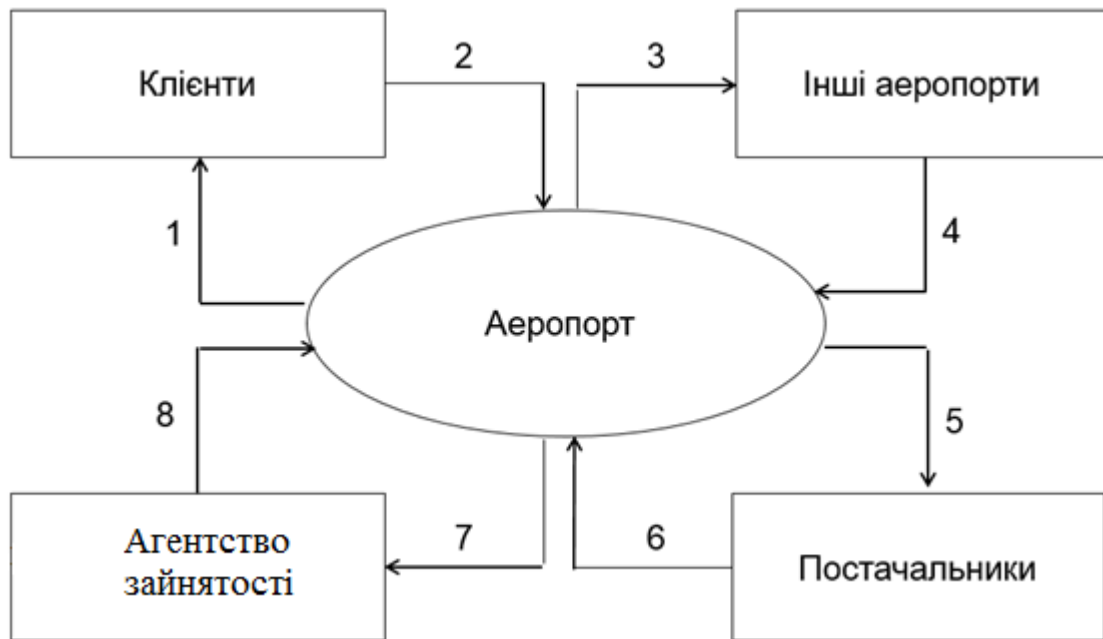 Клієнти
2
3
Інші аеропорти
1
4
Аеропорт
8
5
Агентство
зайнятості
7
6
Постачальники